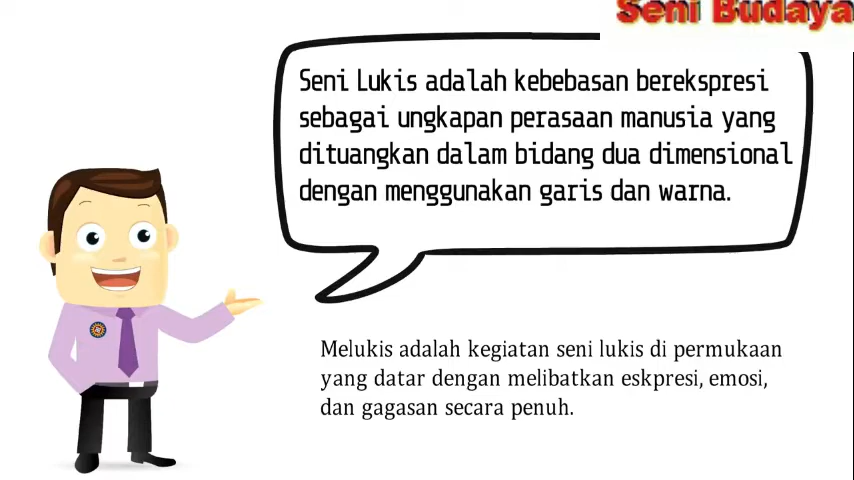 Seni Budaya
Seni Lukis adalah kebebasan berekspresi
sebagai ungkapan perasaan manusia yang
dituangkan dalam bidang dua dimensional
dengan menggunakan garis dan warna.
Melukis adalah kegiatan seni lukis di permukaan
yang datar dengan melibatkan eskpresi, emosi,
dan gagasan secara penuh.